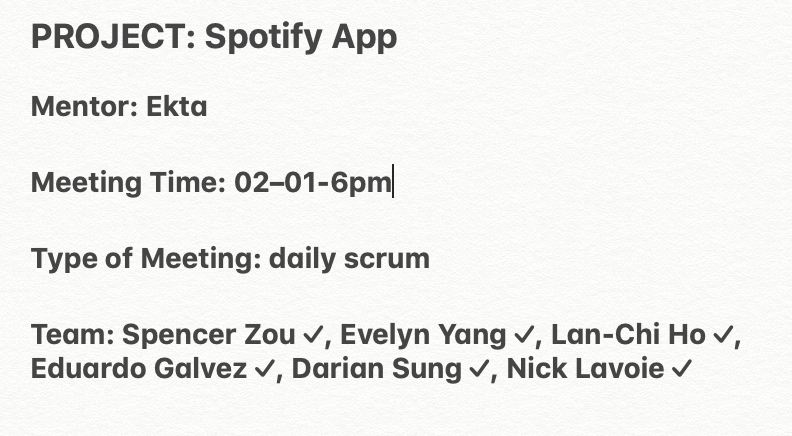 PROJECT: Spotify App
Mentor: Ekta
Meeting Time: 02–01-6pm
Type of Meeting: daily scrum
Team: Spencer Zou ✓, Evelyn Yang ✓, Lan-Chi Ho ✓,
Eduardo Galvez ✓, Darian Sung ✓, Nick Lavoie ✓